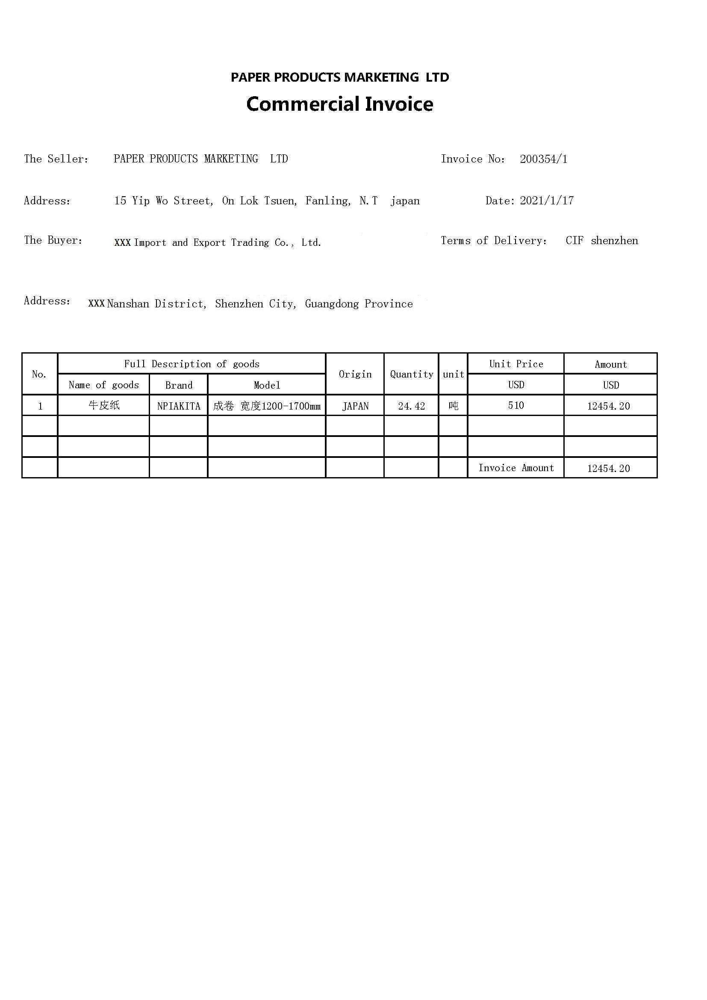 PAPER PRODUCTS MARKETING LTD
Commercial Invoice
The Seller: PAPER PRODUCTS MARKETING LTD Invoice No: 200354/1
Address: 15 Yip Wo Street, On Lok Tsuen, Fanling, N.T japan Date: 2021/1/17
The Buyer: XXX Import and Export Trading Co., Ltd. Terms of Delivery: CIF shenzhen
Address: XXX Nanshan District, Shenzhen City, Guangdong Province
No. Full Description of goods Origin Quantity unit Unit Price Amount
Name of goods Brand Model USD USD
1 牛皮纸 NPIAKITA 成卷 宽度1200-1700mm JAPAN 24.42 吨 510 12454.20
Invoice Amount 12454.20